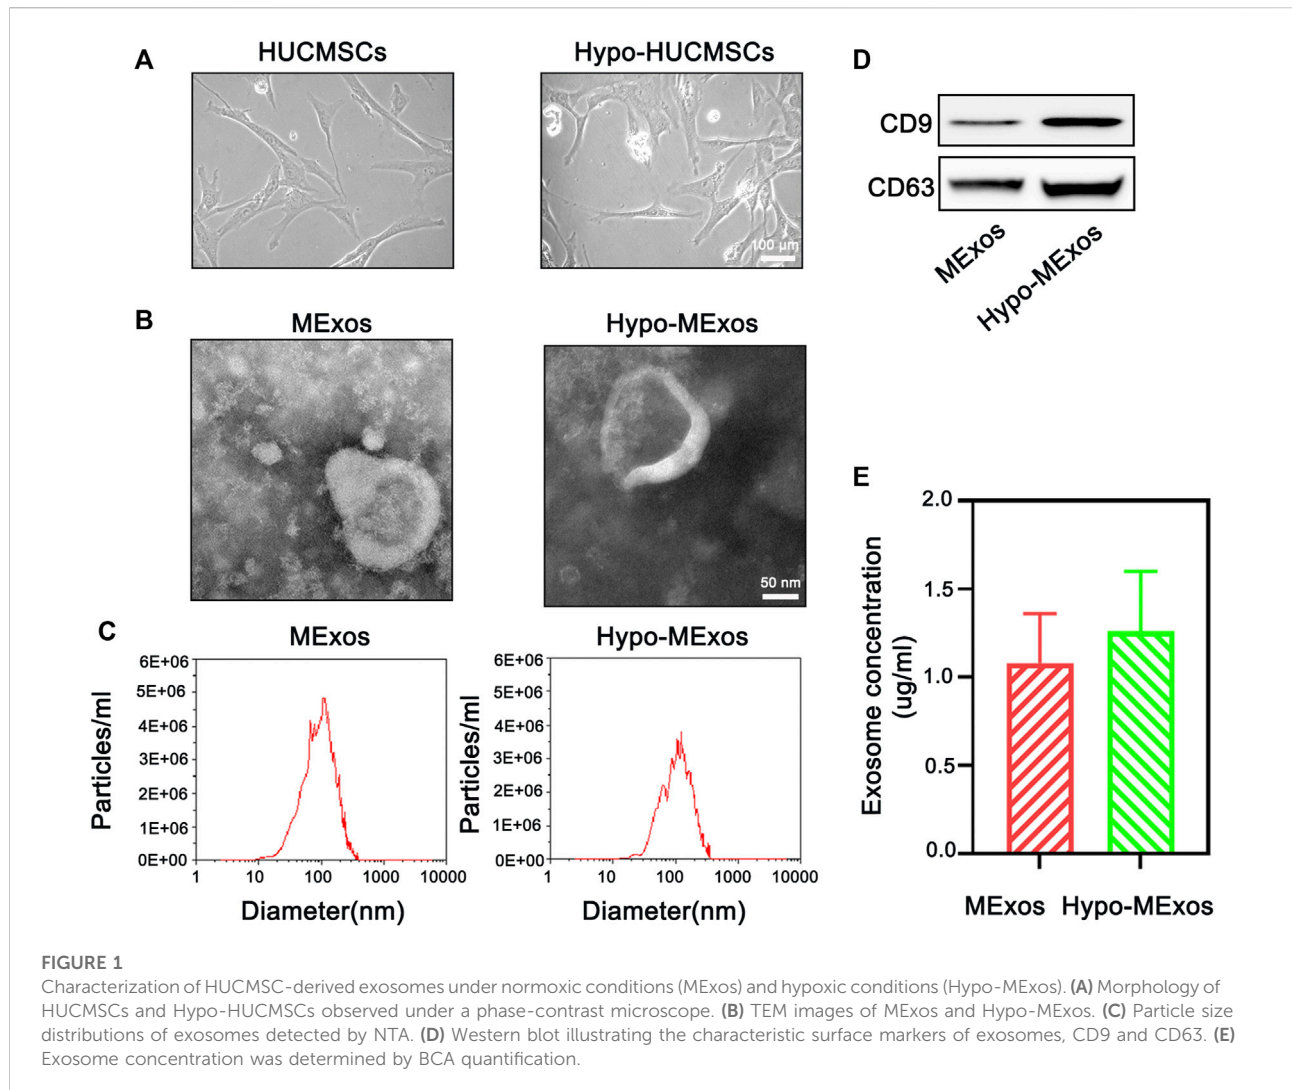 A
HUCMSCs
Hypo-HUCMSCs
100 µm
B
MExos
Hypo-MExos
50 nm
C
MExos
Hypo-MExos
Particles/ml
6E+06
5E+06
4E+06
3E+06
2E+06
1E+06
0E+00
1 10 100 1000 10000
Diameter(nm)
Particles/ml
6E+06
5E+06
4E+06
3E+06
2E+06
1E+06
0E+00
1 10 100 1000 10000
Diameter(nm)
D
CD9
CD63
MExos
Hypo-MExos
E
Exosome concentration
(ug/ml)
2.0
1.5
1.0
0.5
0.0
MExos Hypo-MExos
FIGURE 1
Characterization of HUCMSC-derived exosomes under normoxic conditions (MExos) and hypoxic conditions (Hypo-MExos). (A) Morphology of
HUCMSCs and Hypo-HUCMSCs observed under a phase-contrast microscope. (B) TEM images of MExos and Hypo-MExos. (C) Particle size
distributions of exosomes detected by NTA. (D) Western blot illustrating the characteristic surface markers of exosomes, CD9 and CD63. (E)
Exosome concentration was determined by BCA quantification.